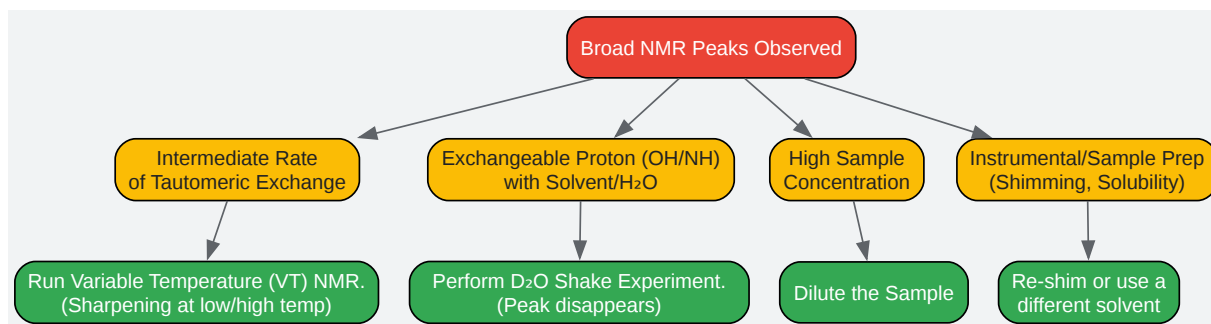 Broad NMR Peaks Observed
Intermediate Rate
of Tautomeric Exchange
Exchangeable Proton (OH/NH)
with Solvent/H₂O
High Sample
Concentration
Instrumental/Sample Prep
(Shimming, Solubility)
Run Variable Temperature (VT) NMR.
(Sharpening at low/high temp)
Perform D₂O Shake Experiment.
(Peak disappears)
Dilute the Sample
Re-shim or use a
different solvent